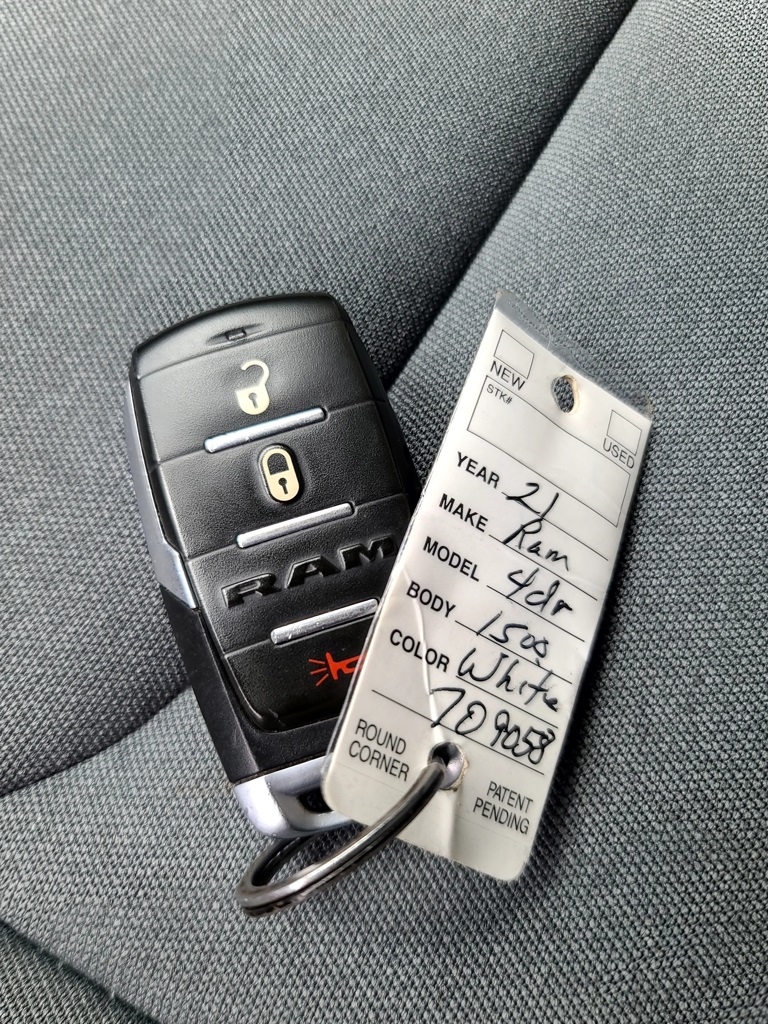 RAM
NEW
USED
STK#
YEAR 21
MAKE Ram
MODEL 4dr
BODY 1500
COLOR White
709058
ROUND CORNER
PATENT PENDING